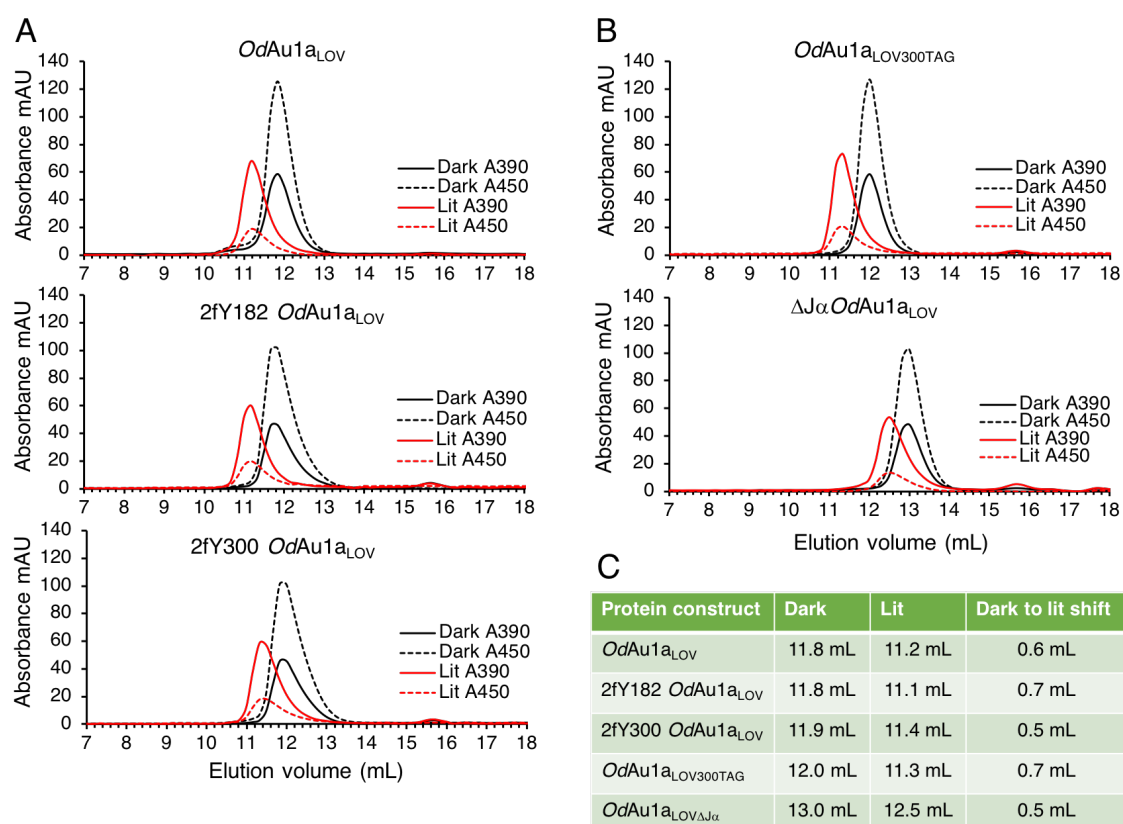 A
OdAu1aLOV
Absorbance mAU
140
120
100
80
60
40
20
0
Dark A390
Dark A450
Lit A390
Lit A450
7 8 9 10 11 12 13 14 15 16 17 18
2fY182 OdAu1aLOV
Absorbance mAU
140
120
100
80
60
40
20
0
Dark A390
Dark A450
Lit A390
Lit A450
7 8 9 10 11 12 13 14 15 16 17 18
2fY300 OdAu1aLOV
Absorbance mAU
140
120
100
80
60
40
20
0
Dark A390
Dark A450
Lit A390
Lit A450
7 8 9 10 11 12 13 14 15 16 17 18
Elution volume (mL)
B
OdAu1aLOV300TAG
Absorbance mAU
140
120
100
80
60
40
20
0
Dark A390
Dark A450
Lit A390
Lit A450
7 8 9 10 11 12 13 14 15 16 17 18
ΔJαOdAu1aLOV
Absorbance mAU
140
120
100
80
60
40
20
0
Dark A390
Dark A450
Lit A390
Lit A450
7 8 9 10 11 12 13 14 15 16 17 18
Elution volume (mL)
C
Protein construct Dark Lit Dark to lit shift
OdAu1aLOV 11.8 mL 11.2 mL 0.6 mL
2fY182 OdAu1aLOV 11.8 mL 11.1 mL 0.7 mL
2fY300 OdAu1aLOV 11.9 mL 11.4 mL 0.5 mL
OdAu1aLOV300TAG 12.0 mL 11.3 mL 0.7 mL
OdAu1aLOVΔJα 13.0 mL 12.5 mL 0.5 mL